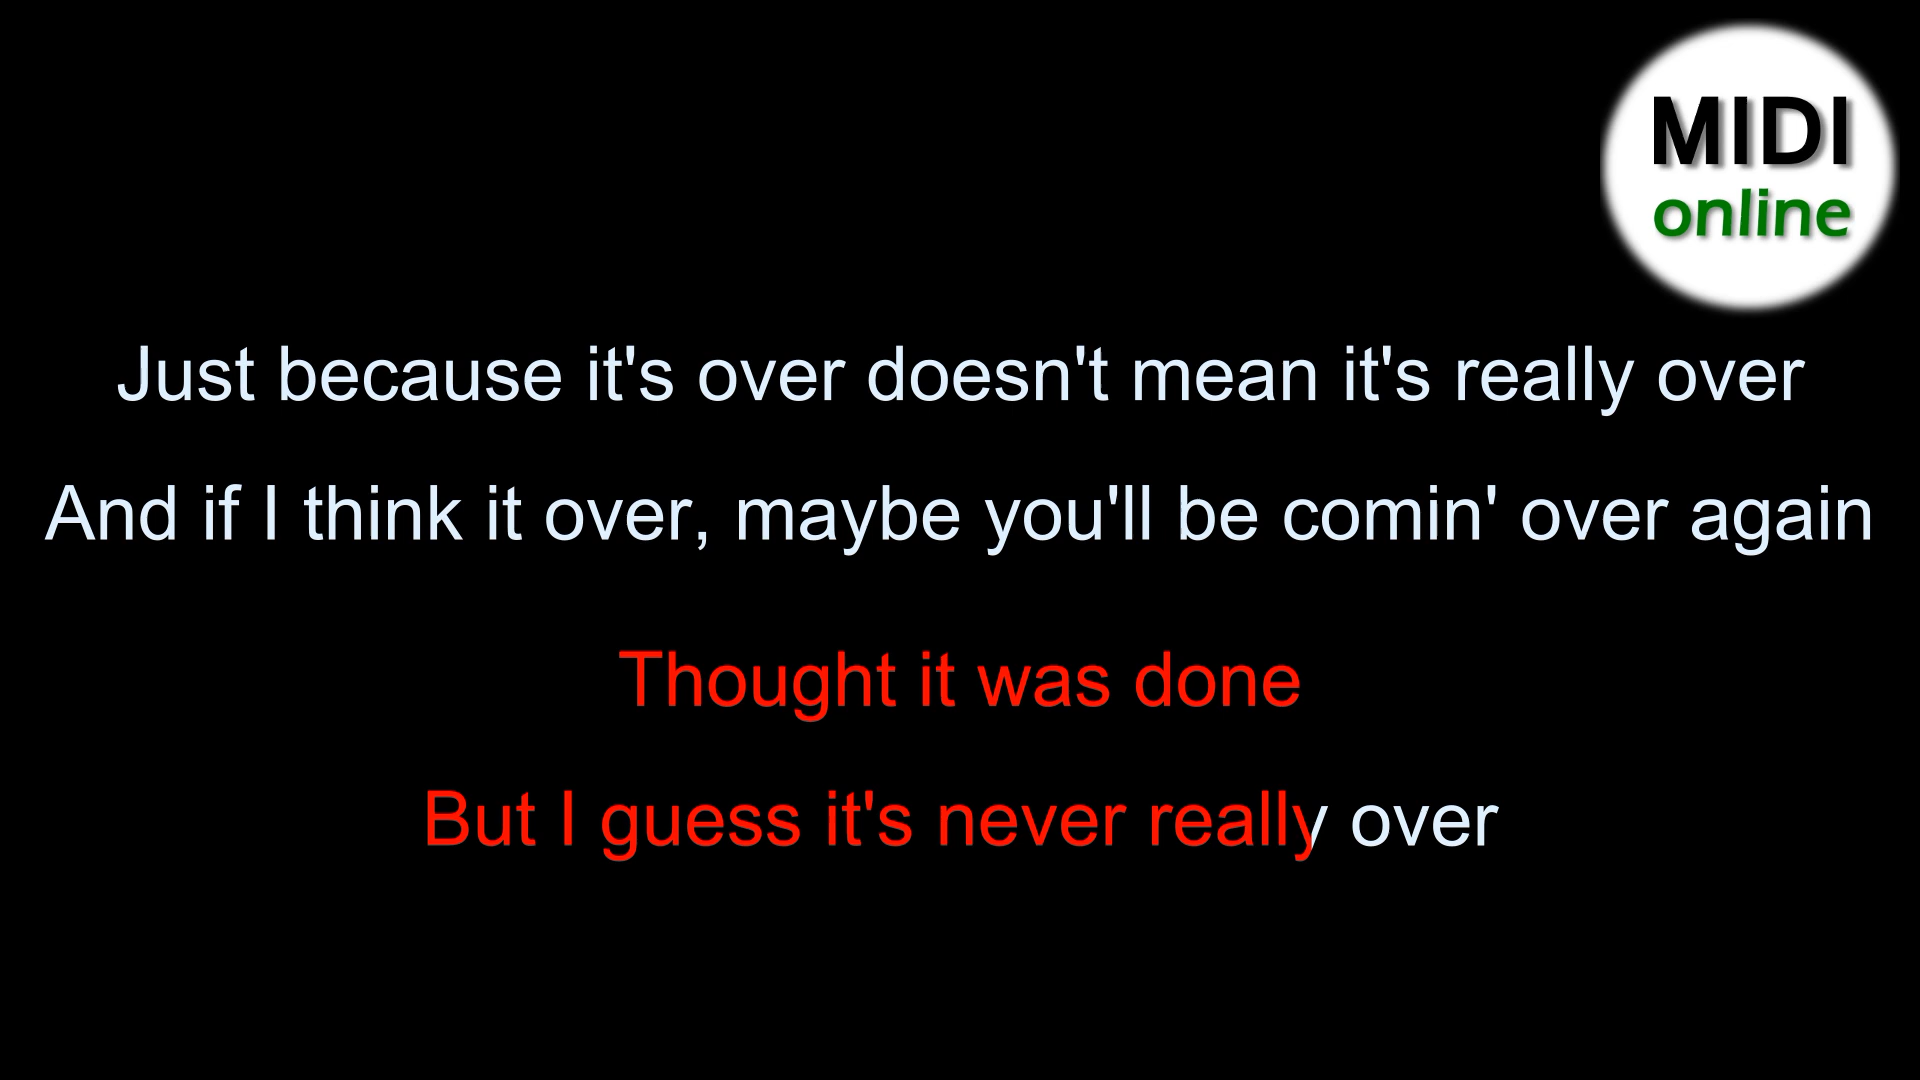 MIDI
online
Just because it's over doesn't mean it's really over
And if I think it over, maybe you'll be comin' over again
Thought it was done
But I guess it's never really over